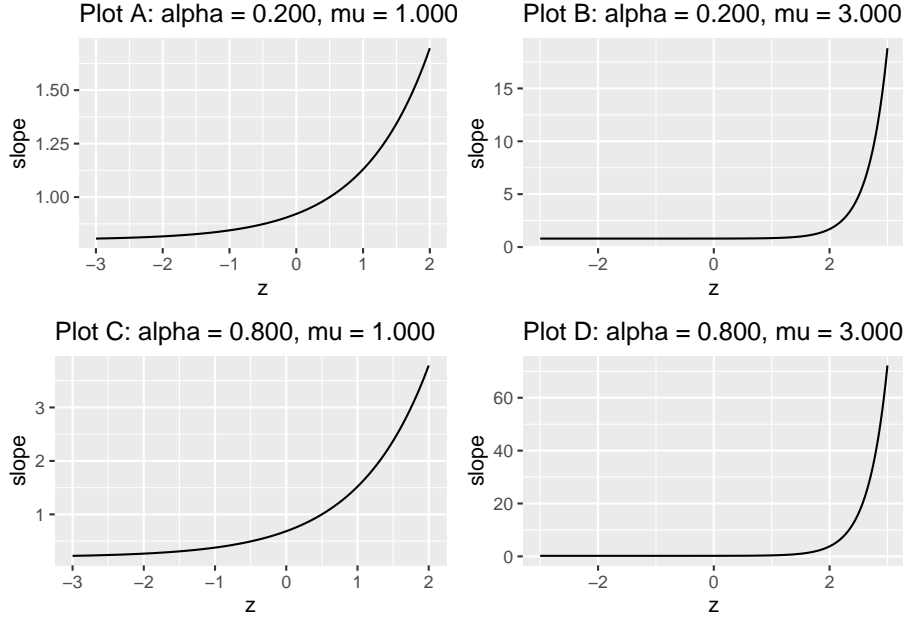 Plot A: alpha = 0.200, mu = 1.000
1.50
1.25
1.00
slope
−3 −2 −1 0 1 2
z
Plot B: alpha = 0.200, mu = 3.000
15
10
5
0
slope
−2 0 2
z
Plot C: alpha = 0.800, mu = 1.000
3
2
1
slope
−3 −2 −1 0 1 2
z
Plot D: alpha = 0.800, mu = 3.000
60
40
20
0
slope
−2 0 2
z